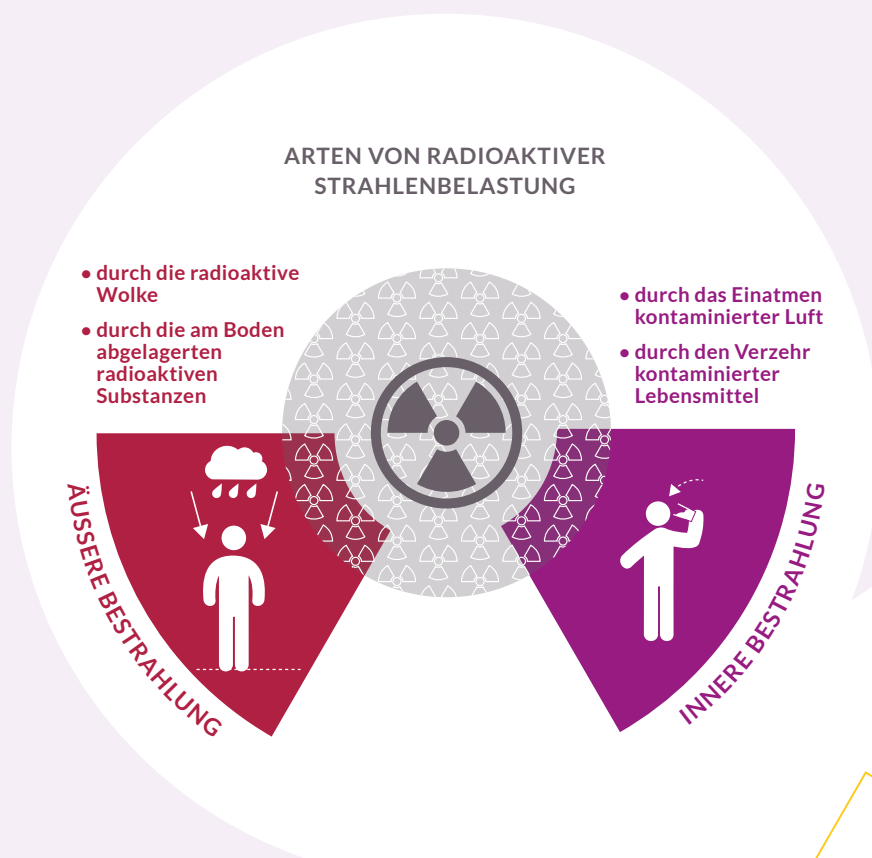 ARTEN VON RADIOAKTIVER
STRAHLENBELASTUNG
• durch die radioaktive
Wolke
• durch die am Boden
abgelagerten
radioaktiven
Substanzen
ÄUSSERE BESTRAHLUNG
• durch das Einatmen
kontaminierter Luft
• durch den Verzehr
kontaminierter
Lebensmittel
INNERE BESTRAHLUNG